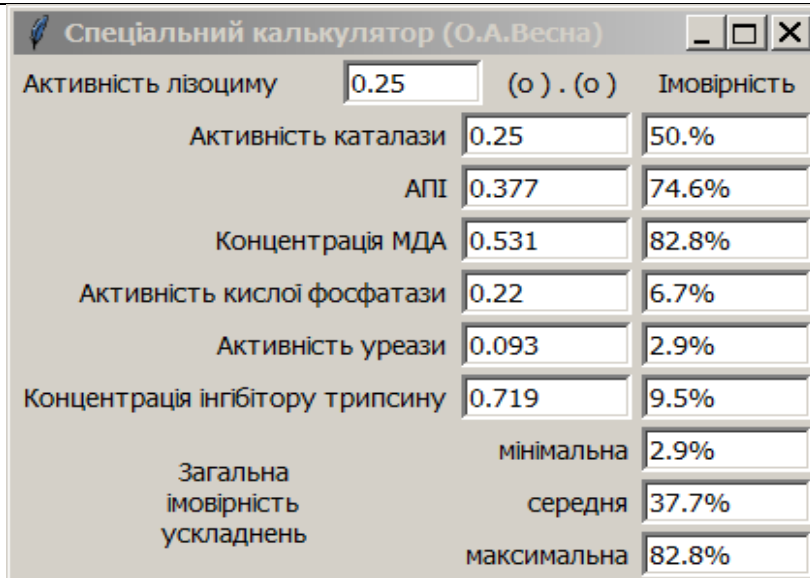 Спеціальний калькулятор (О.А.Весна)
Активність лізоциму 0.25 (o ) . (o ) Імовірність
Активність каталази 0.25 50.%
АПІ 0.377 74.6%
Концентрація МДА 0.531 82.8%
Активність кислої фосфатази 0.22 6.7%
Активність уреази 0.093 2.9%
Концентрація інгібітору трипсину 0.719 9.5%
Загальна імовірність ускладнень
мінімальна 2.9%
середня 37.7%
максимальна 82.8%